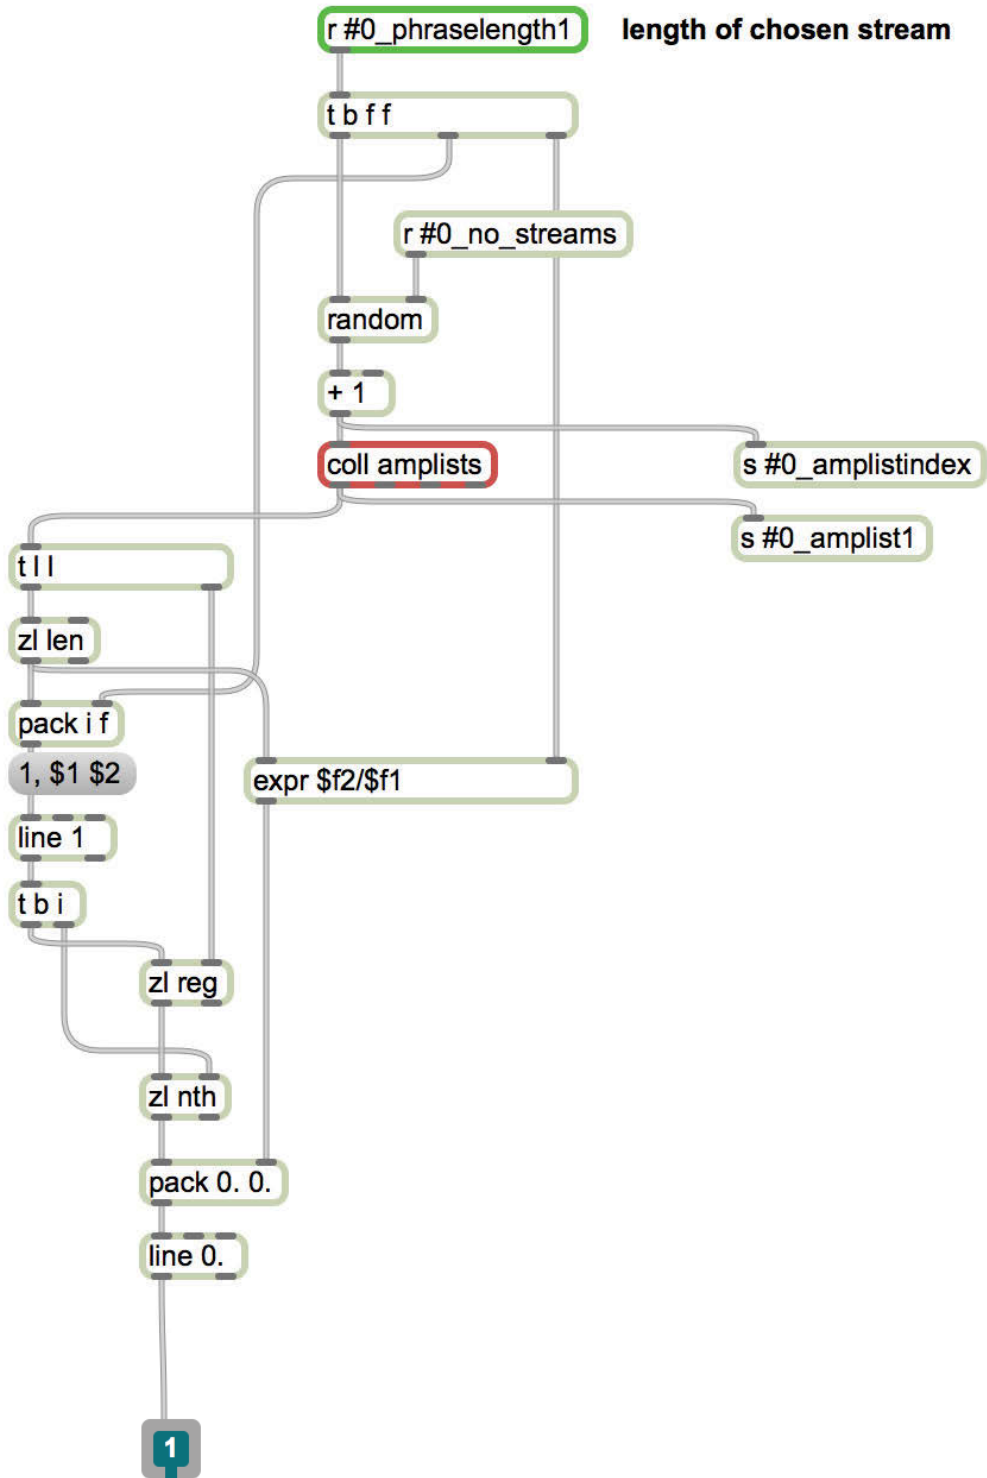 r #0_phraselength1
length of chosen stream
t b f f
r #0_no_streams
random
+ 1
coll amplists
s #0_amplistindex
s #0_amplist1
t l l
zl len
pack i f
1, $1 $2
expr $f2/$f1
line 1
t b i
zl reg
zl nth
pack 0. 0.
line 0.
1